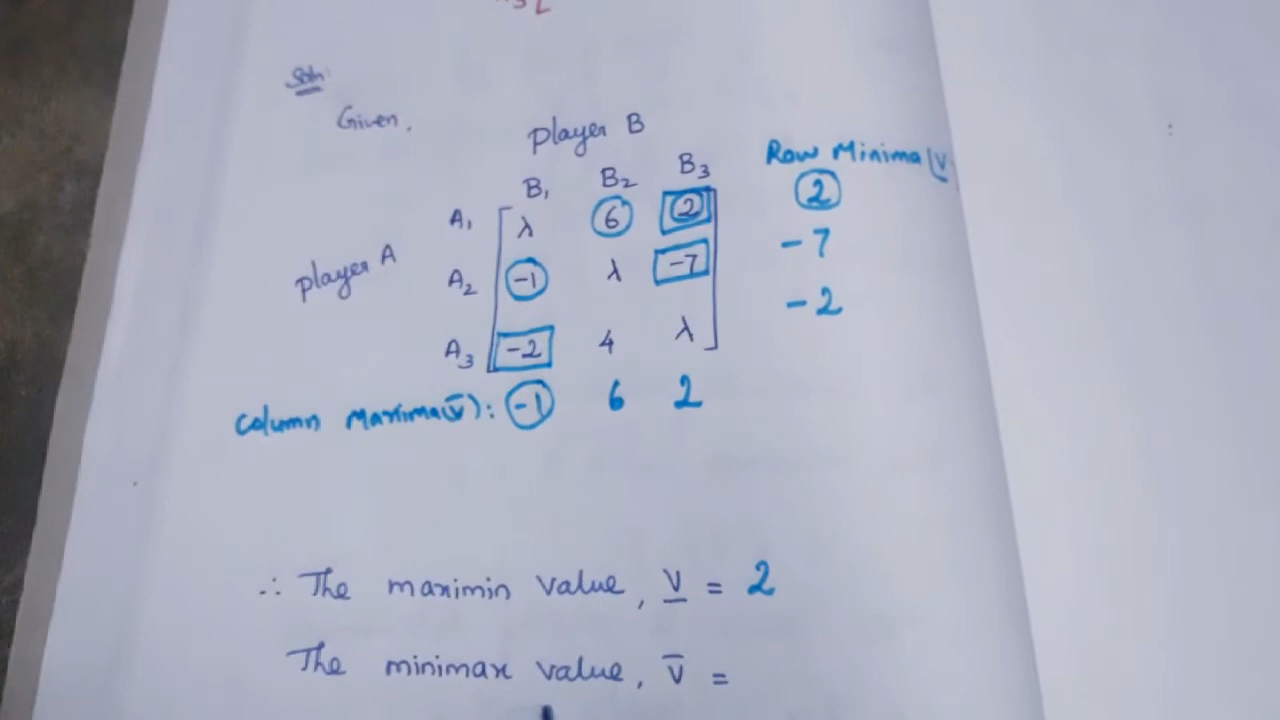 Soln:
Given,
Player B
Row Minima (V
B₁ B₂ B₃
A₁ λ 6 2 2
player A
A₂ -1 λ -7 -7
A₃ -2 4 λ -2
Column Maxima(V̄): -1 6 2
∴ The maximin value, V̲ = 2
The minimax value, V̄ =